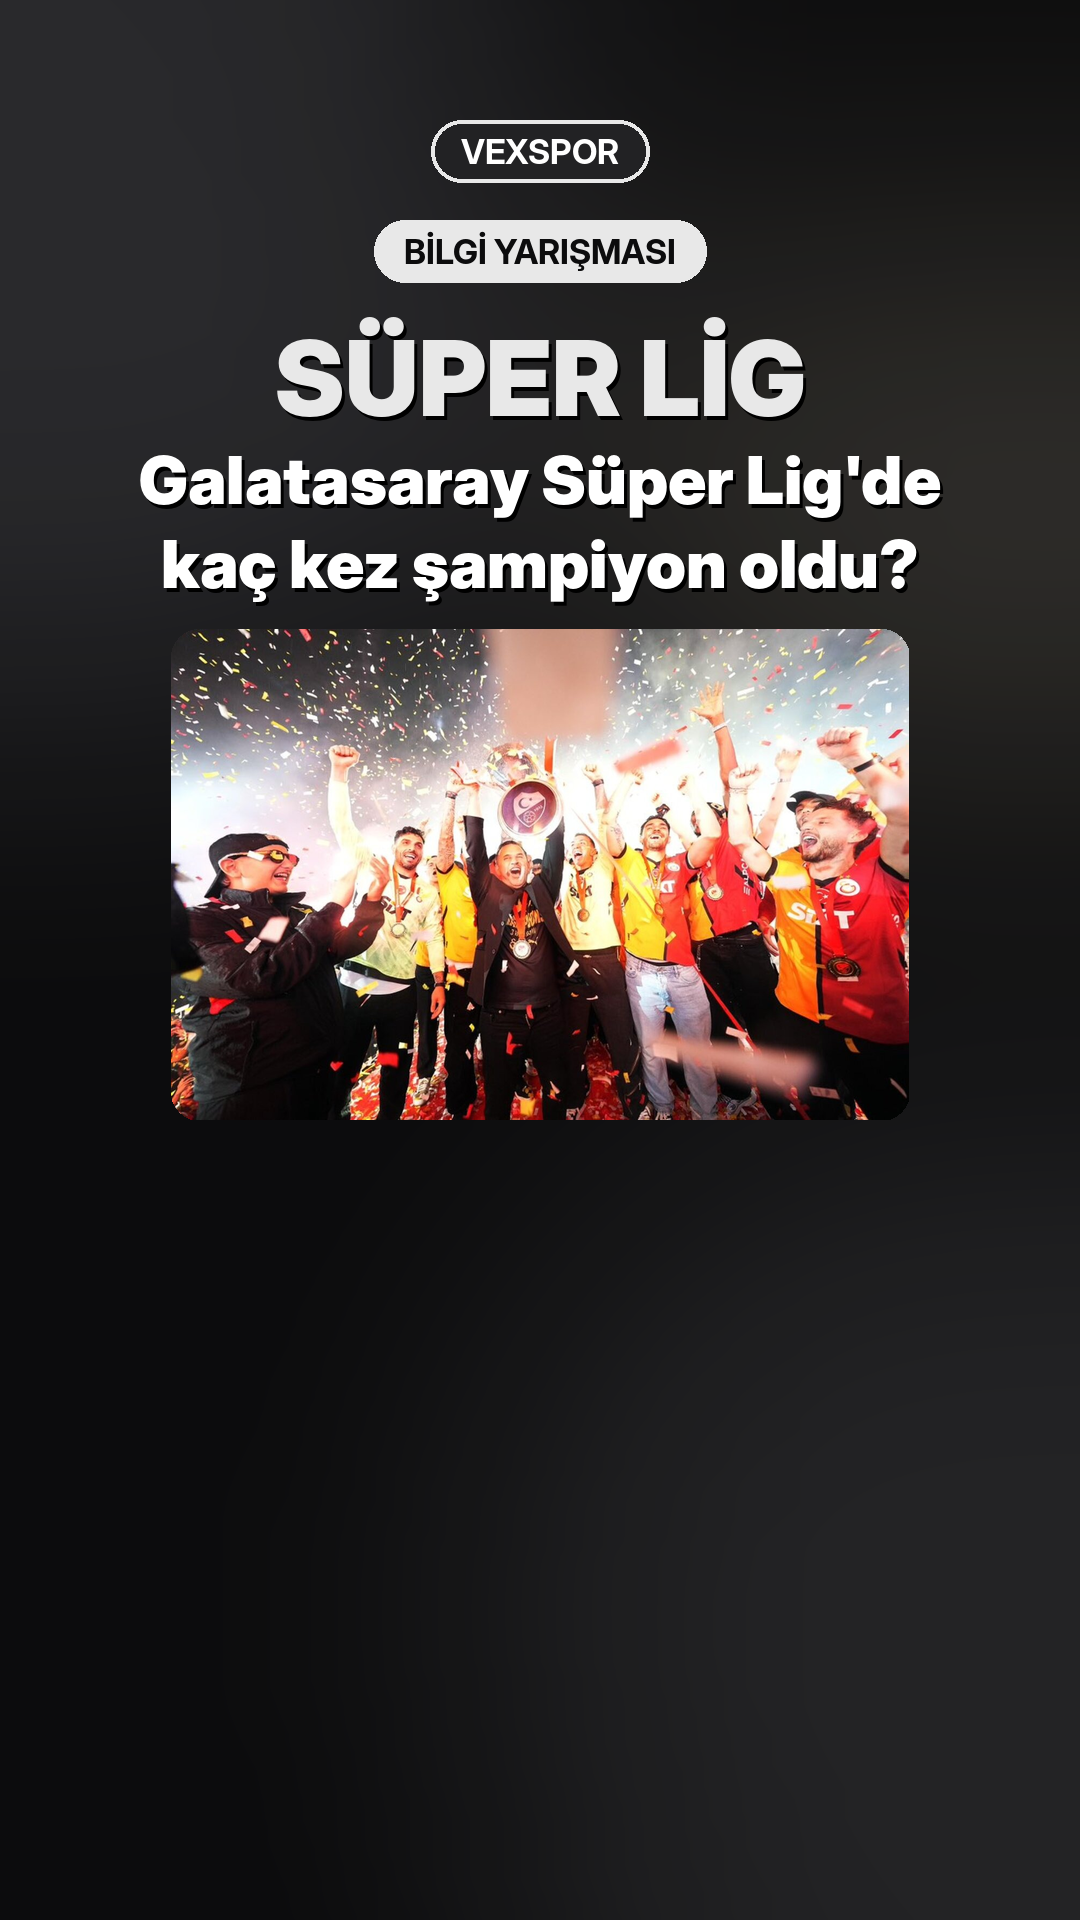 VEXSPOR
BİLGİ YARIŞMASI
SÜPER LİG
Galatasaray Süper Lig'de
kaç kez şampiyon oldu?